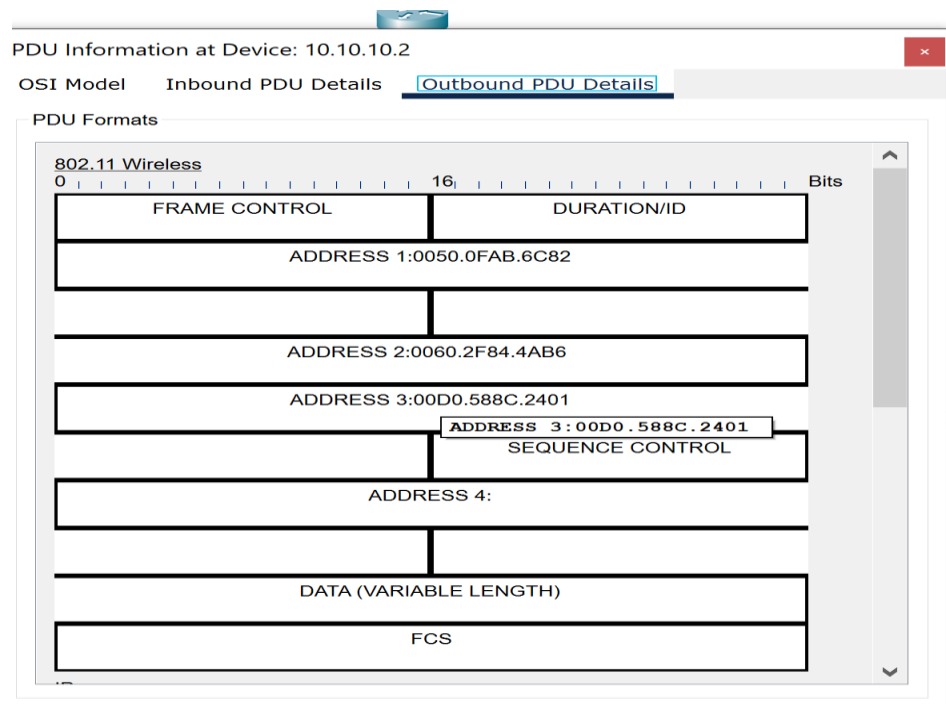 PDU Information at Device: 10.10.10.2
×
OSI Model Inbound PDU Details Outbound PDU Details
PDU Formats
802.11 Wireless
0 16 Bits
FRAME CONTROL DURATION/ID
ADDRESS 1:0050.0FAB.6C82
ADDRESS 2:0060.2F84.4AB6
ADDRESS 3:00D0.588C.2401
ADDRESS 3:00D0.588C.2401
SEQUENCE CONTROL
ADDRESS 4:
DATA (VARIABLE LENGTH)
FCS